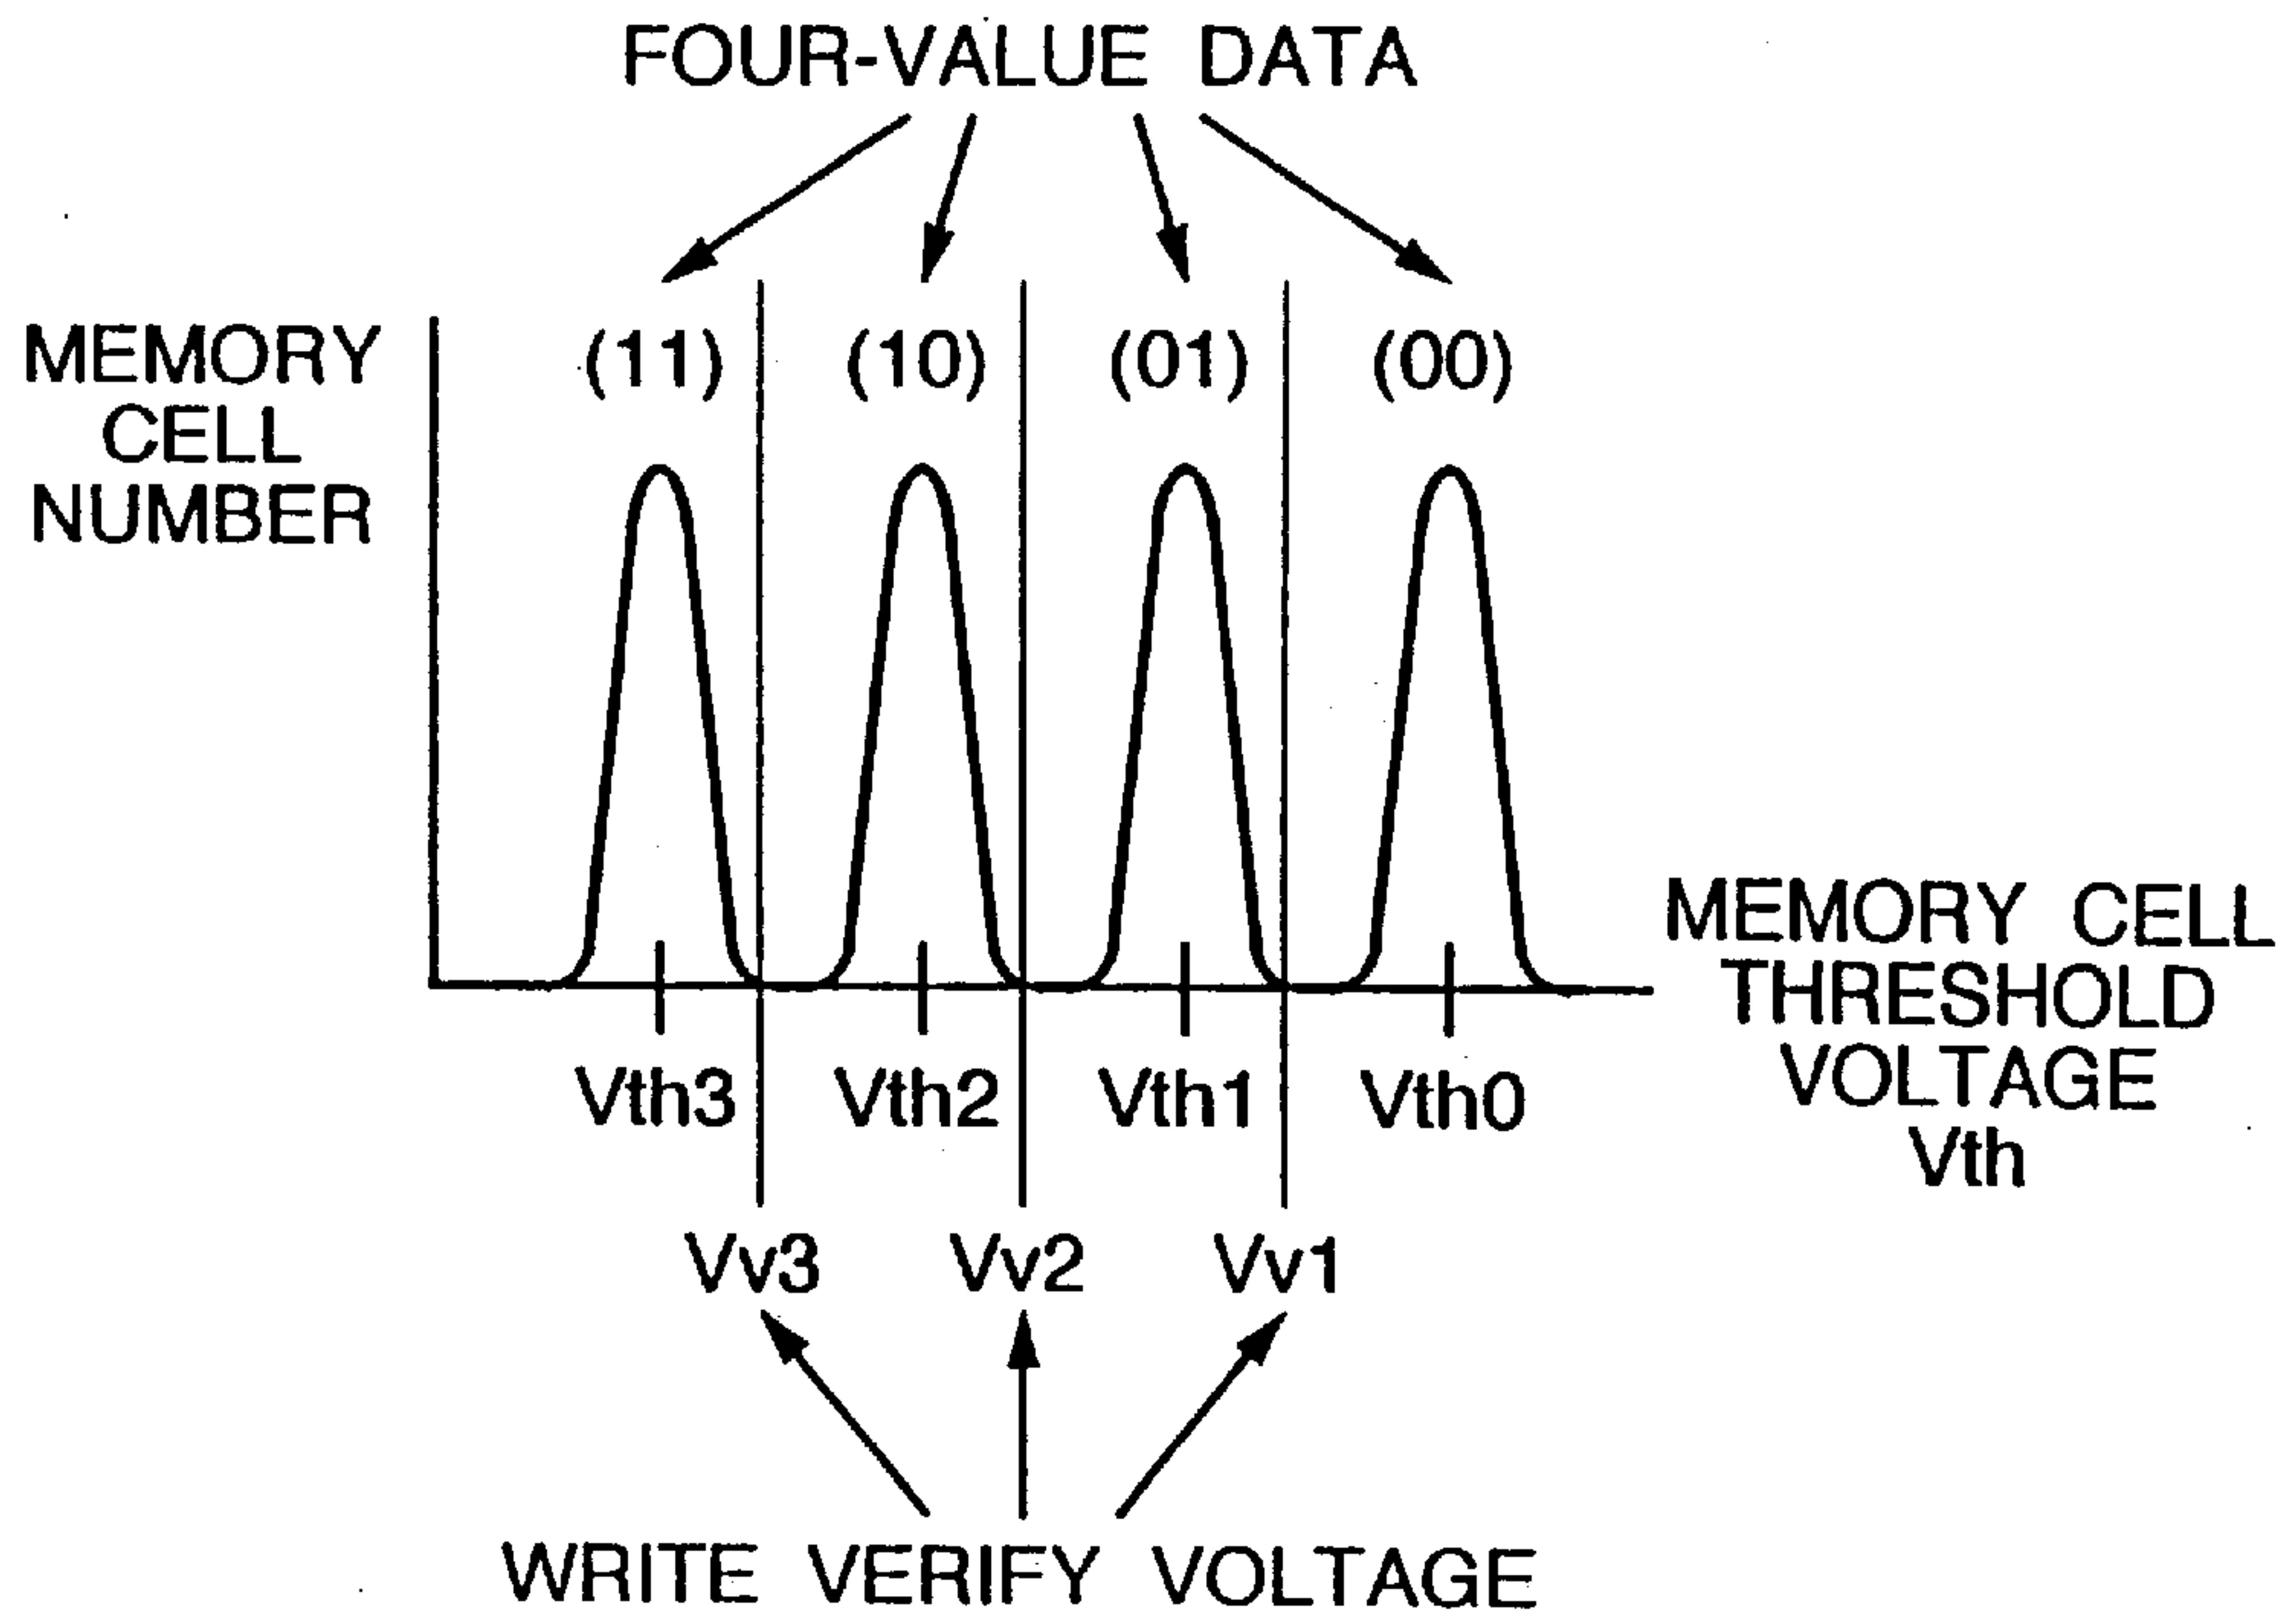 FOUR-VALUE DATA
MEMORY
CELL
NUMBER
(11) (10) (01) (00)
MEMORY CELL
THRESHOLD
VOLTAGE
Vth
Vth3 Vth2 Vth1 Vth0
Vv3 Vv2 Vv1
WRITE VERIFY VOLTAGE